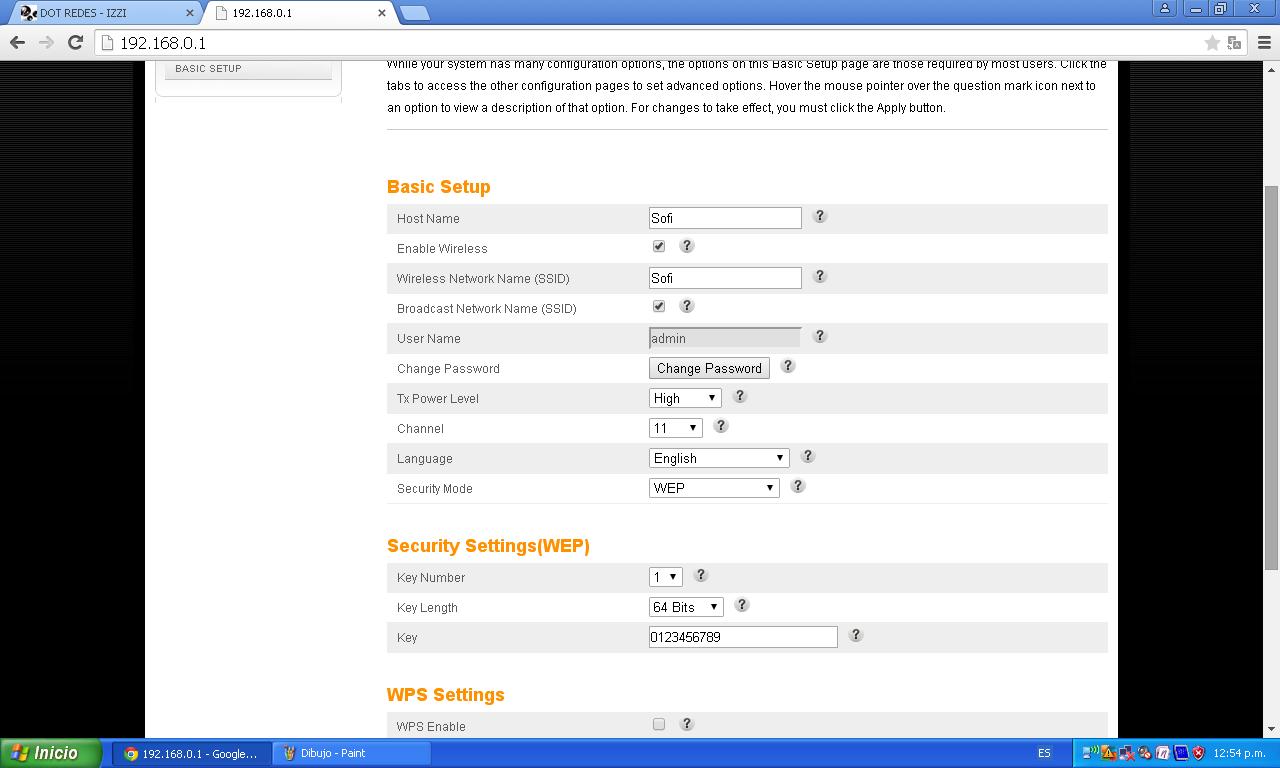 DOT REDES - IZZI
192.168.0.1
192.168.0.1
BASIC SETUP
While your system has many configuration options, the options on this Basic Setup page are those required by most users. Click the
tabs to access the other configuration pages to set advanced options. Hover the mouse pointer over the question mark icon next to
an option to view a description of that option. For changes to take effect, you must click the Apply button.
Basic Setup
Host Name Sofi ?
Enable Wireless ?
Wireless Network Name (SSID) Sofi ?
Broadcast Network Name (SSID) ?
User Name admin ?
Change Password Change Password ?
Tx Power Level High ?
Channel 11 ?
Language English ?
Security Mode WEP ?
Security Settings(WEP)
Key Number 1 ?
Key Length 64 Bits ?
Key 0123456789 ?
WPS Settings
WPS Enable ?
Inicio 192.168.0.1 - Google... Dibujo - Paint ES 12:54 p.m.